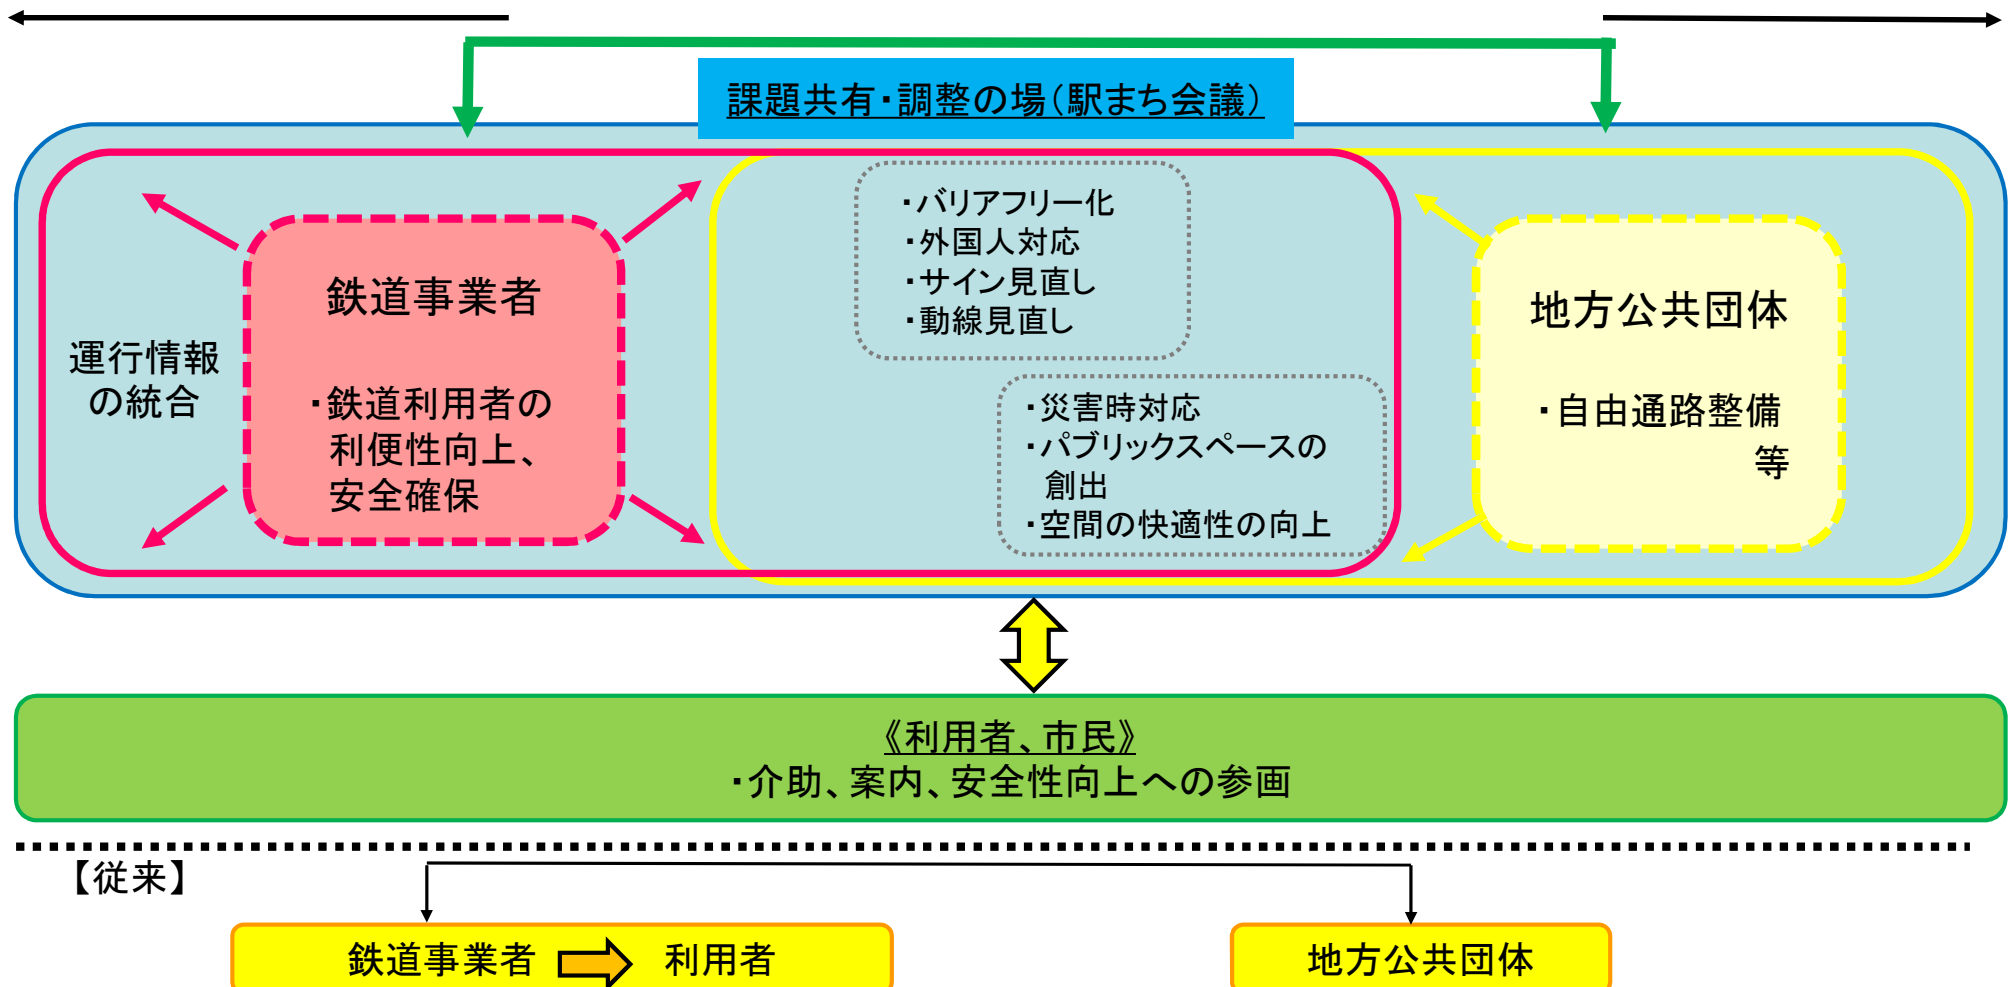 課題共有・調整の場（駅まち会議）
・バリアフリー化
・外国人対応
・サイン見直し
・動線見直し
鉄道事業者
・鉄道利用者の
利便性向上、
安全確保
運行情報
の統合
・災害時対応
・パブリックスペースの
創出
・空間の快適性の向上
地方公共団体
・自由通路整備
等
《利用者、市民》
・介助、案内、安全性向上への参画
【従来】
鉄道事業者 利用者
地方公共団体